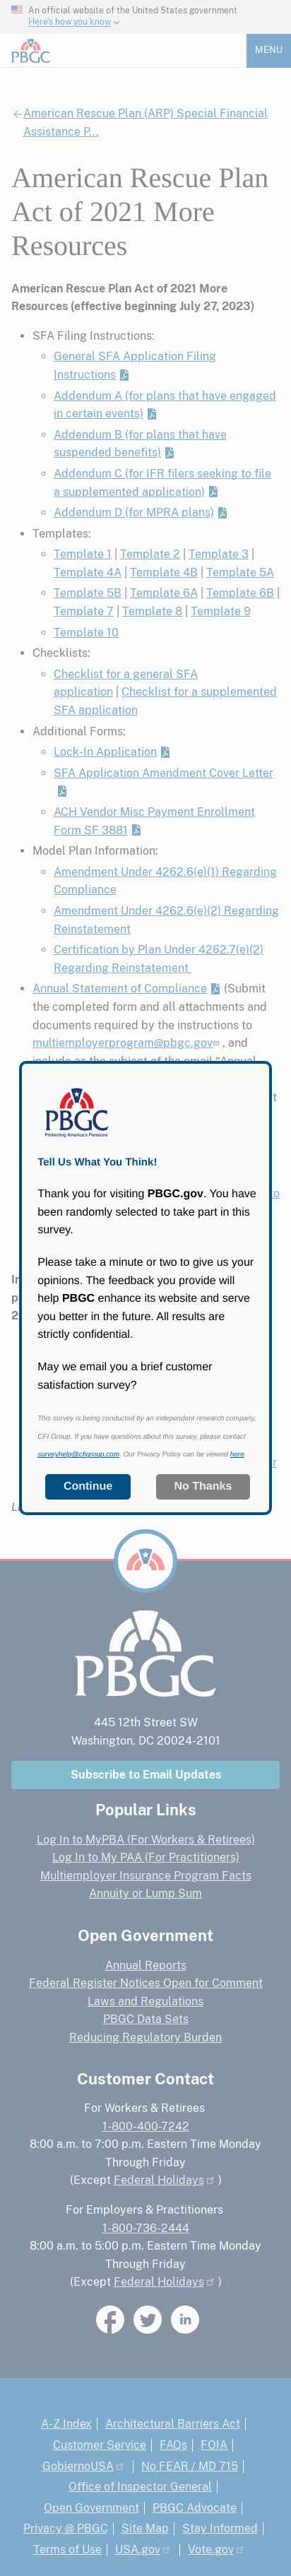 An official website of the United States government
Here's how you know
PBGC
MENU
American Rescue Plan (ARP) Special Financial
Assistance P...
American Rescue Plan
Act of 2021 More
Resources
American Rescue Plan Act of 2021 More
Resources (effective beginning July 27, 2023)
SFA Filing Instructions:
General SFA Application Filing
Instructions
Addendum A (for plans that have engaged
in certain events)
Addendum B (for plans that have
suspended benefits)
Addendum C (for IFR filers seeking to file
a supplemented application)
Addendum D (for MPRA plans)
Templates:
Template 1 | Template 2 | Template 3 |
Template 4A | Template 4B | Template 5A
Template 5B | Template 6A | Template 6B |
Template 7 | Template 8 | Template 9
Template 10
Checklists:
Checklist for a general SFA
application | Checklist for a supplemented
SFA application
Additional Forms:
Lock-In Application
SFA Application Amendment Cover Letter
ACH Vendor Misc Payment Enrollment
Form SF 3881
Model Plan Information:
Amendment Under 4262.6(e)(1) Regarding
Compliance
Amendment Under 4262.6(e)(2) Regarding
Reinstatement
Certification by Plan Under 4262.7(e)(2)
Regarding Reinstatement
Annual Statement of Compliance (Submit
the completed form and all attachments and
documents required by the instructions to
multiemployerprogram@pbgc.gov , and
PBGC
Protecting America's Pensions
Tell Us What You Think!
Thank you for visiting PBGC.gov. You have
been randomly selected to take part in this
survey.
Please take a minute or two to give us your
opinions. The feedback you provide will
help PBGC enhance its website and serve
you better in the future. All results are
strictly confidential.
May we email you a brief customer
satisfaction survey?
This survey is being conducted by an independent research company,
CFI Group. If you have questions about this survey, please contact
surveyhelp@cfigroup.com. Our Privacy Policy can be viewed here.
Continue
No Thanks
PBGC
445 12th Street SW
Washington, DC 20024-2101
Subscribe to Email Updates
Popular Links
Log In to MyPBA (For Workers & Retirees)
Log In to My PAA (For Practitioners)
Multiemployer Insurance Program Facts
Annuity or Lump Sum
Open Government
Annual Reports
Federal Register Notices Open for Comment
Laws and Regulations
PBGC Data Sets
Reducing Regulatory Burden
Customer Contact
For Workers & Retirees
1-800-400-7242
8:00 a.m. to 7:00 p.m. Eastern Time Monday
Through Friday
(Except Federal Holidays )
For Employers & Practitioners
1-800-736-2444
8:00 a.m. to 5:00 p.m. Eastern Time Monday
Through Friday
(Except Federal Holidays )
A-Z Index | Architectural Barriers Act |
Customer Service | FAQs | FOIA |
GobiernoUSA | No FEAR / MD 715 |
Office of Inspector General |
Open Government | PBGC Advocate |
Privacy @ PBGC | Site Map | Stay Informed |
Terms of Use | USA.gov | Vote.gov